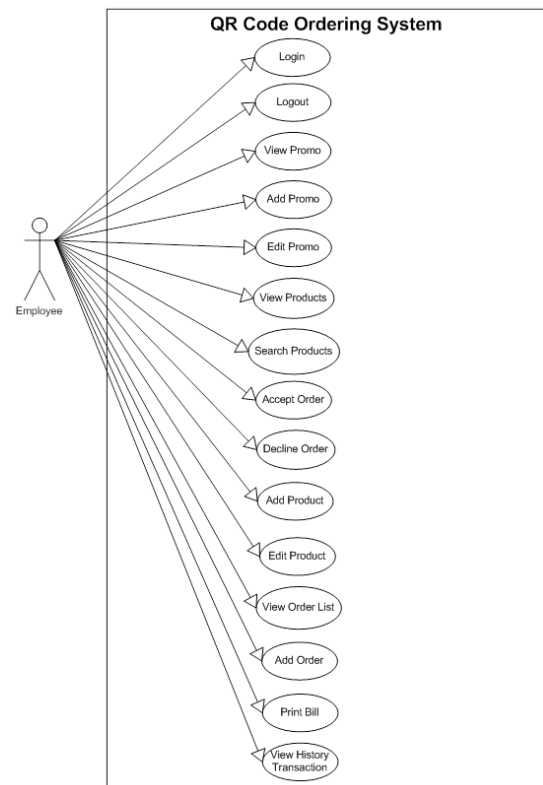 QR Code Ordering System
Login
Logout
View Promo
Add Promo
Edit Promo
Employee
View Products
Search Products
Accept Order
Decline Order
Add Product
Edit Product
View Order List
Add Order
Print Bill
View History
Transaction